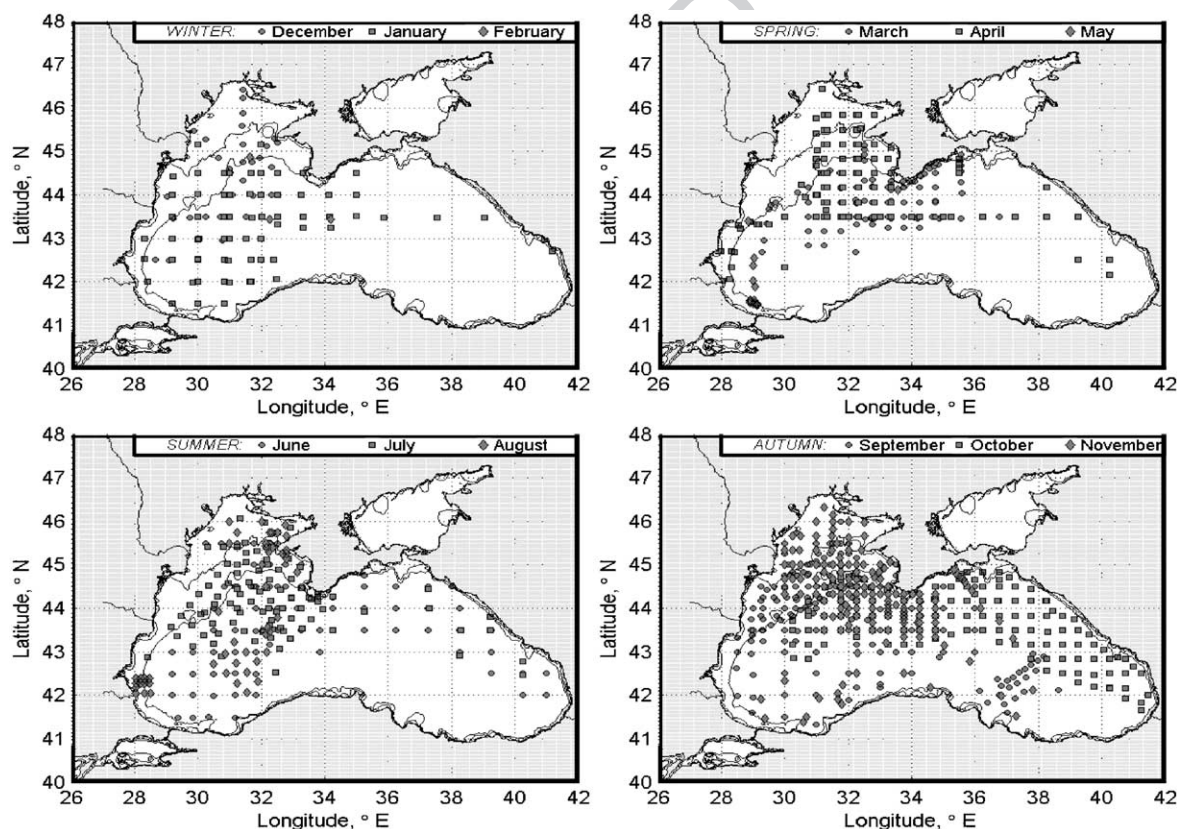 48
WINTER: December January February
47
46
45
44
43
42
41
40
26 28 30 32 34 36 38 40 42
Latitude, ° N
Longitude, ° E
48
SPRING: March April May
47
46
45
44
43
42
41
40
26 28 30 32 34 36 38 40 42
Latitude, ° N
Longitude, ° E
48
SUMMER: June July August
47
46
45
44
43
42
41
40
26 28 30 32 34 36 38 40 42
Latitude, ° N
Longitude, ° E
48
AUTUMN: September October November
47
46
45
44
43
42
41
40
26 28 30 32 34 36 38 40 42
Latitude, ° N
Longitude, ° E